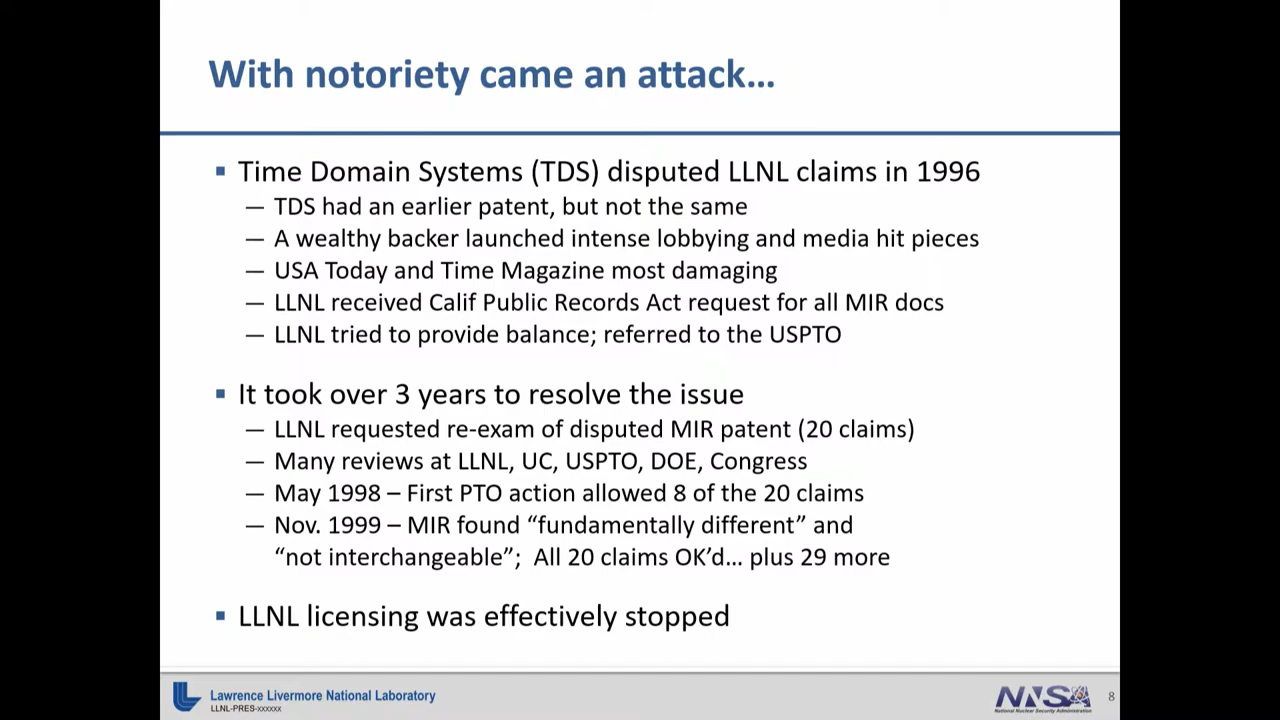 With notoriety came an attack…
▪ Time Domain Systems (TDS) disputed LLNL claims in 1996
— TDS had an earlier patent, but not the same
— A wealthy backer launched intense lobbying and media hit pieces
— USA Today and Time Magazine most damaging
— LLNL received Calif Public Records Act request for all MIR docs
— LLNL tried to provide balance; referred to the USPTO
▪ It took over 3 years to resolve the issue
— LLNL requested re-exam of disputed MIR patent (20 claims)
— Many reviews at LLNL, UC, USPTO, DOE, Congress
— May 1998 – First PTO action allowed 8 of the 20 claims
— Nov. 1999 – MIR found “fundamentally different” and
“not interchangeable”; All 20 claims OK’d… plus 29 more
▪ LLNL licensing was effectively stopped
Lawrence Livermore National Laboratory
LLNL-PRES-xxxxxx
NNSA
National Nuclear Security Administration
8